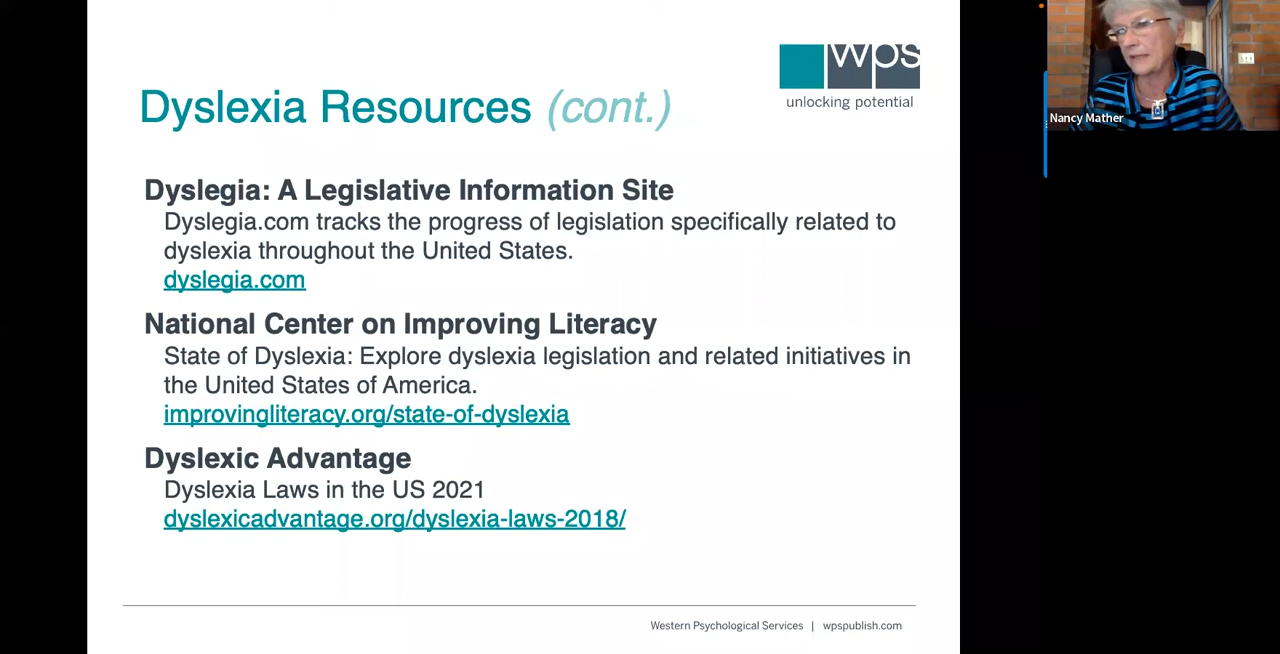 wps
unlocking potential
Dyslexia Resources (cont.)
Dyslegia: A Legislative Information Site
Dyslegia.com tracks the progress of legislation specifically related to
dyslexia throughout the United States.
dyslegia.com
National Center on Improving Literacy
State of Dyslexia: Explore dyslexia legislation and related initiatives in
the United States of America.
improvingliteracy.org/state-of-dyslexia
Dyslexic Advantage
Dyslexia Laws in the US 2021
dyslexicadvantage.org/dyslexia-laws-2018/
Western Psychological Services | wpspublish.com
Nancy Mather